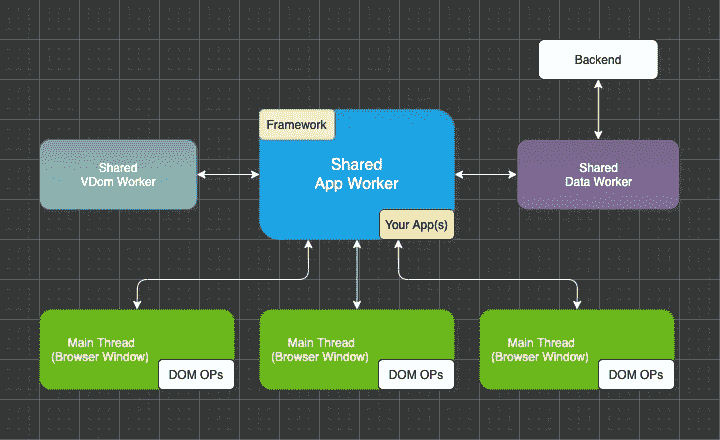 Backend
Framework
Shared
App Worker
Your App(s)
Shared
VDom Worker
Shared
Data Worker
Main Thread
(Browser Window)
DOM OPs
Main Thread
(Browser Window)
DOM OPs
Main Thread
(Browser Window)
DOM OPs